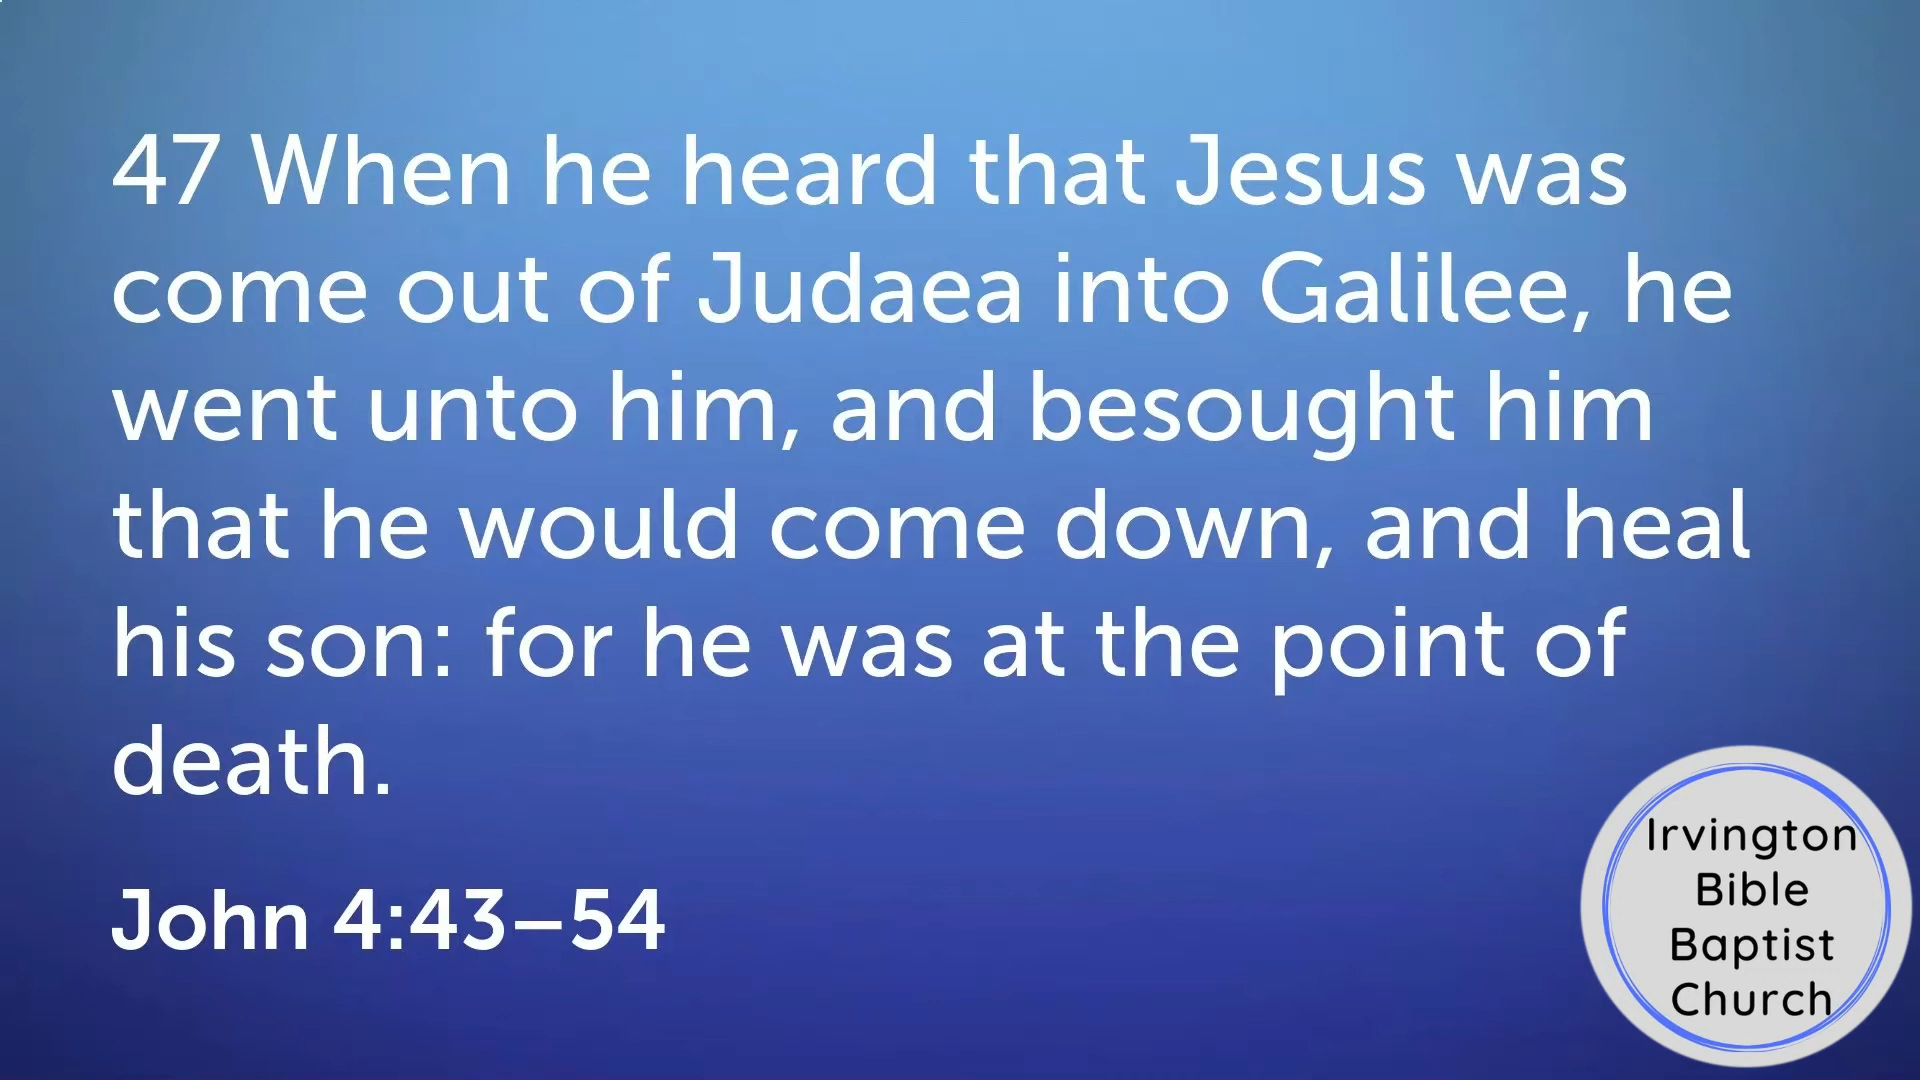 47 When he heard that Jesus was
come out of Judaea into Galilee, he
went unto him, and besought him
that he would come down, and heal
his son: for he was at the point of
death.
John 4:43–54
Irvington
Bible
Baptist
Church